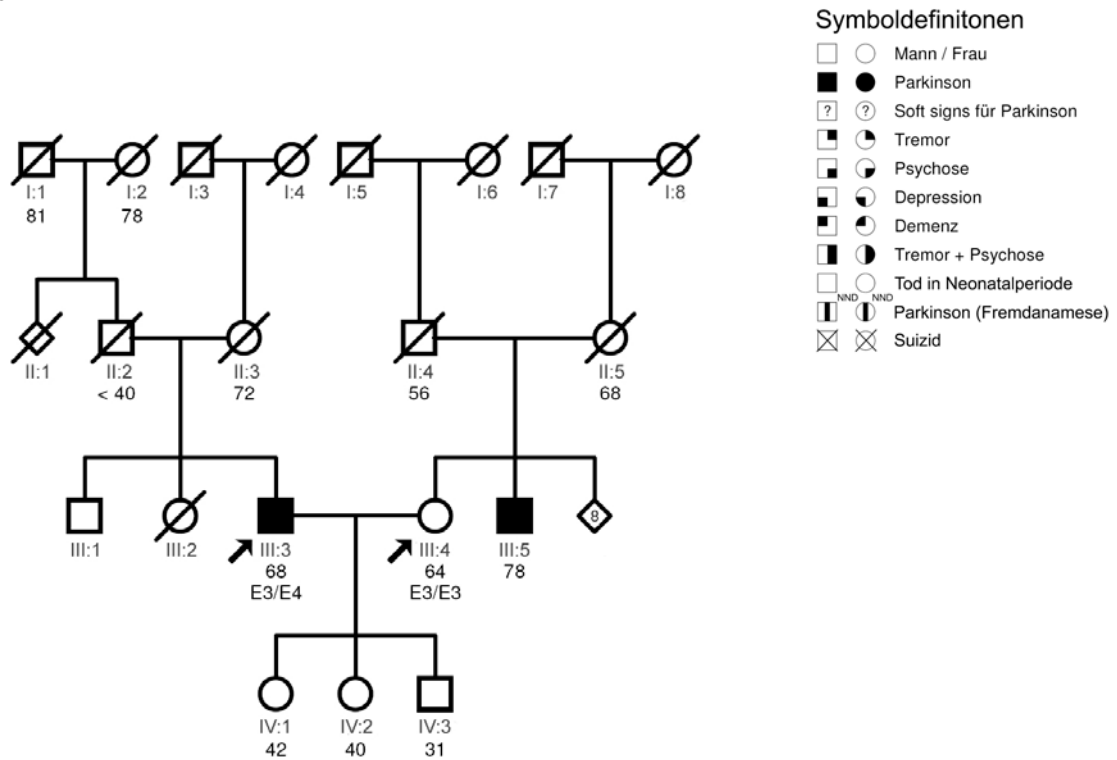 Symboldefinitonen
Mann / Frau
Parkinson
? ? Soft signs für Parkinson
Tremor
Psychose
Depression
Demenz
Tremor + Psychose
Tod in Neonatalperiode
NND NND
Parkinson (Fremdanamese)
Suizid
I:1 I:2 I:3 I:4 I:5 I:6 I:7 I:8
81 78
II:1 II:2 II:3 II:4 II:5
< 40 72 56 68
8
III:1 III:2 III:3 III:4 III:5
68 64 78
E3/E4 E3/E3
IV:1 IV:2 IV:3
42 40 31